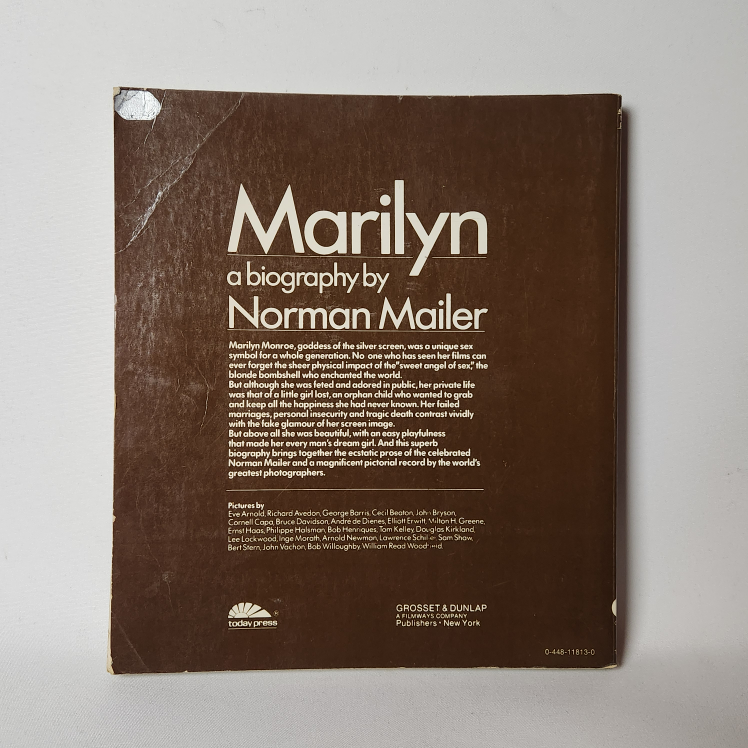 Marilyn
a biography by
Norman Mailer
Marilyn Monroe, goddess of the silver screen, was a unique sex
symbol for a whole generation. No one who has seen her films can
ever forget the sheer physical impact of the "sweet angel of sex," the
blonde bombshell who enchanted the world.
But although she was feted and adored in public, her private life
was that of a little girl lost, an orphan child who wanted to grab
and keep all the happiness she had never known. Her failed
marriages, personal insecurity and tragic death contrast vividly
with the fake glamour of her screen image.
But above all she was beautiful, with an easy playfulness
that made her every man's dream girl. And this superb
biography brings together the ecstatic prose of the celebrated
Norman Mailer and a magnificent pictorial record by the world's
greatest photographers.
Pictures by
Eve Arnold, Richard Avedon, George Barris, Cecil Beaton, John Bryson,
Cornell Capa, Bruce Davidson, André de Dienes, Elliott Erwitt, Milton H. Greene,
Ernst Haas, Philippe Halsman, Bob Henriques, Tom Kelley, Douglas Kirkland,
Lee Lockwood, Inge Morath, Arnold Newman, Lawrence Schiller, Sam Shaw,
Bert Stern, John Vachon, Bob Willoughby, William Read
today press ®
GROSSET & DUNLAP
A FILMWAYS COMPANY
Publishers • New York
0-448-11813-0